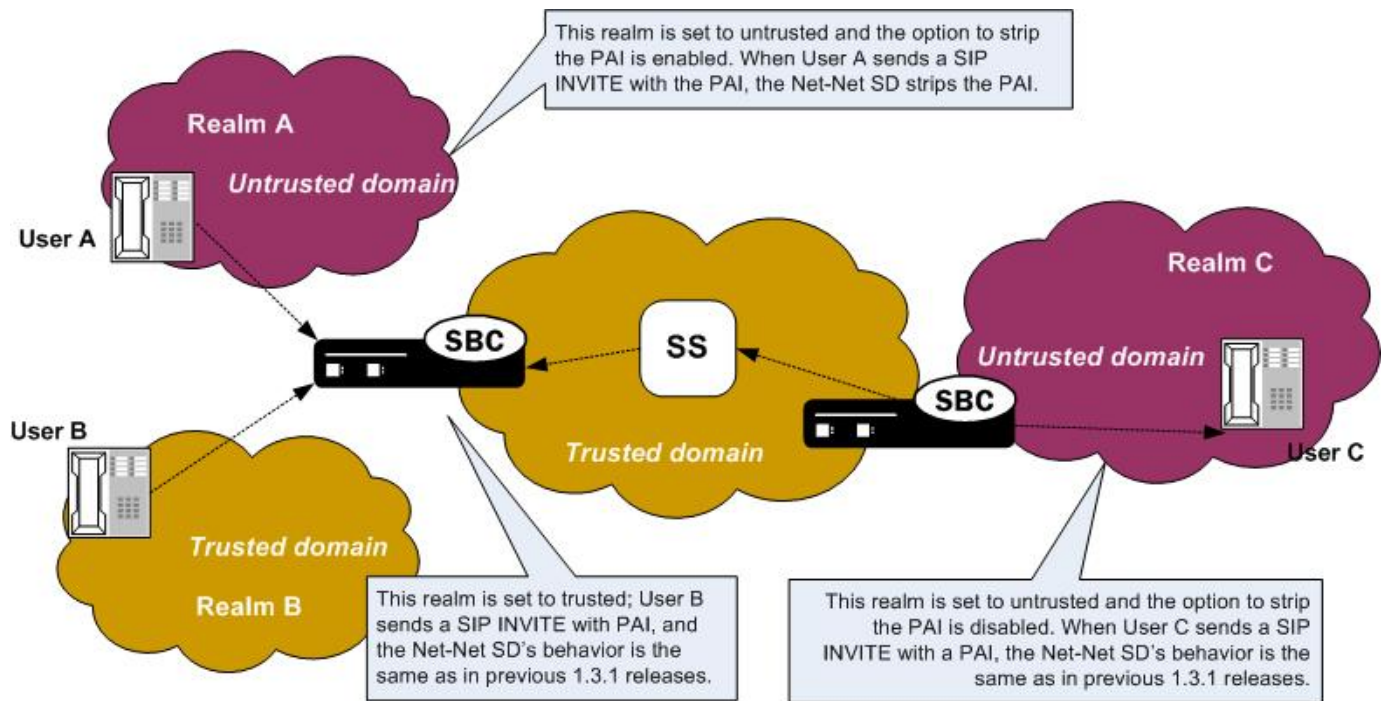 This realm is set to untrusted and the option to strip
the PAI is enabled. When User A sends a SIP
INVITE with the PAI, the Net-Net SD strips the PAI.
Realm A
Untrusted domain
User A
Realm C
Untrusted domain
User C
SBC
SS
SBC
Trusted domain
User B
Trusted domain
Realm B
This realm is set to trusted; User B
sends a SIP INVITE with PAI, and
the Net-Net SD's behavior is the
same as in previous 1.3.1 releases.
This realm is set to untrusted and the option to strip
the PAI is disabled. When User C sends a SIP
INVITE with a PAI, the Net-Net SD's behavior is the
same as in previous 1.3.1 releases.